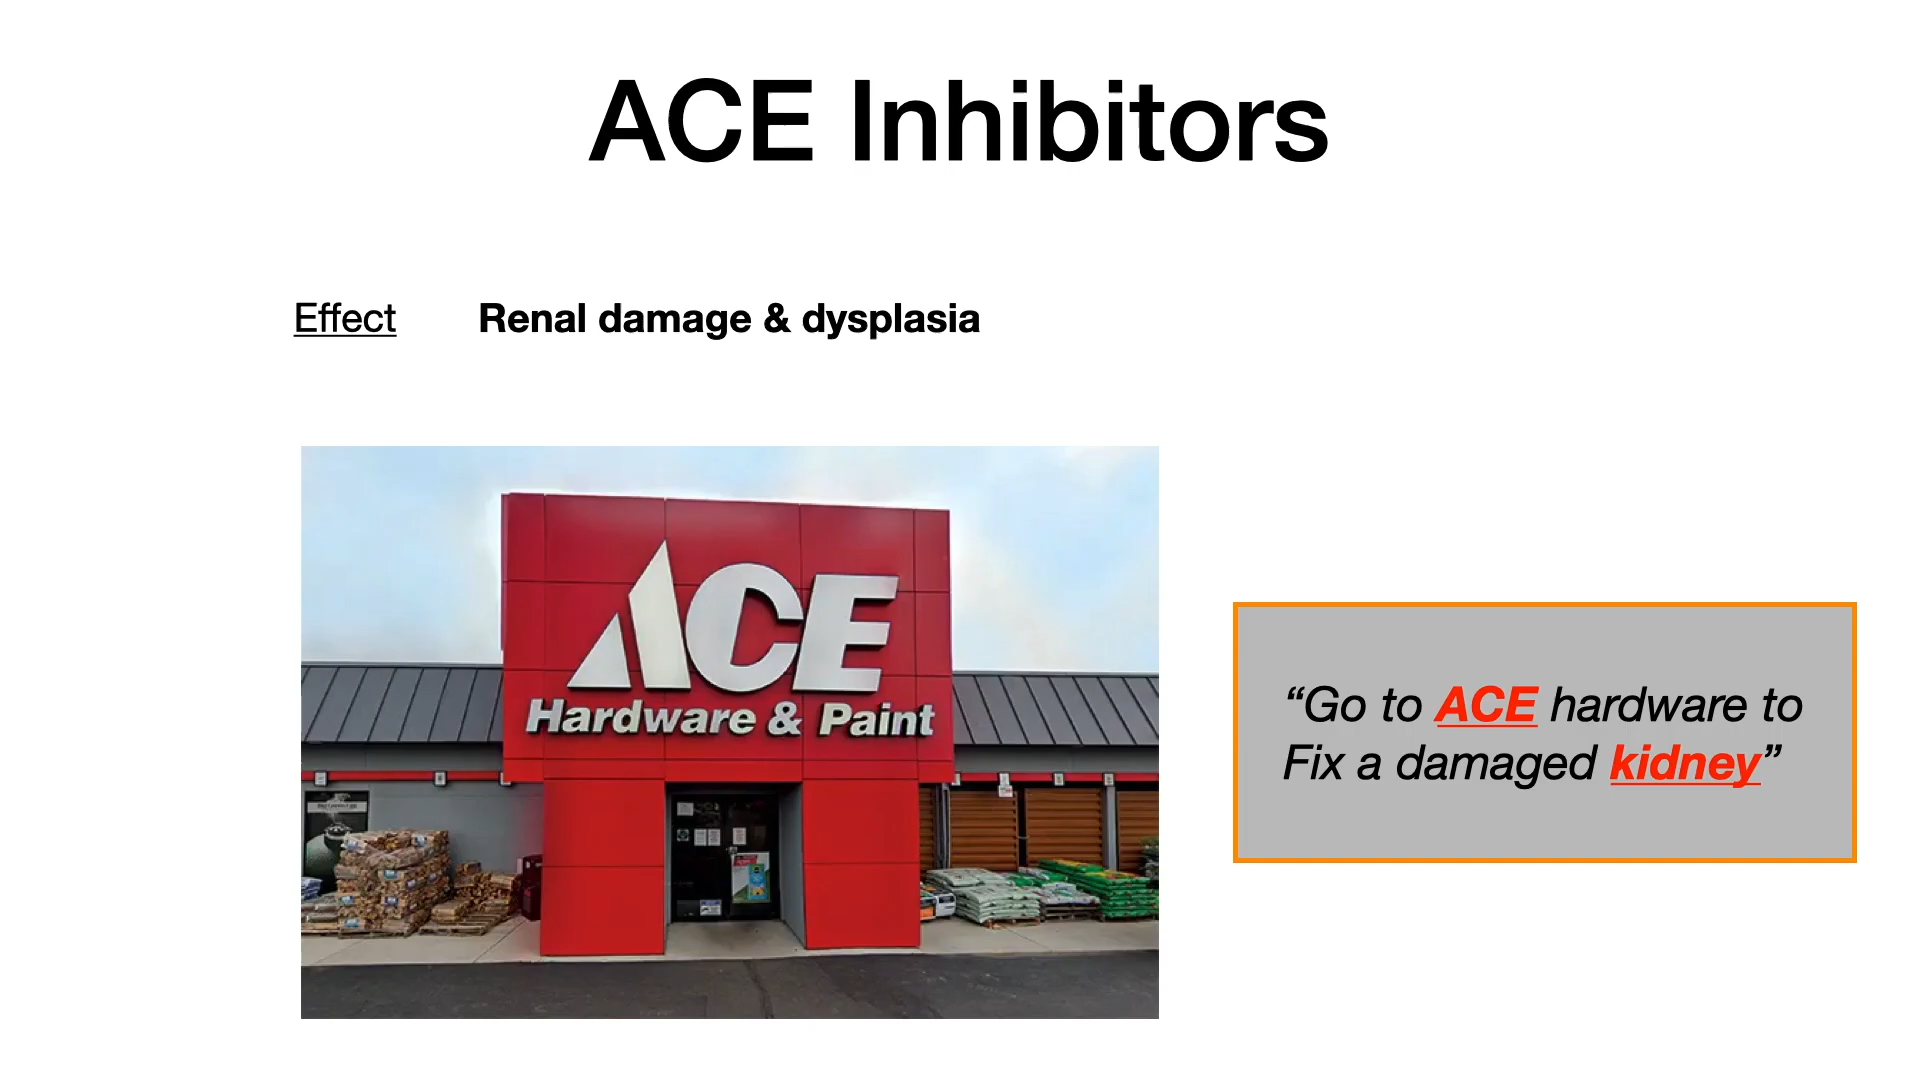 ACE Inhibitors
Effect Renal damage & dysplasia
ACE
Hardware & Paint
“Go to ACE hardware to
Fix a damaged kidney”